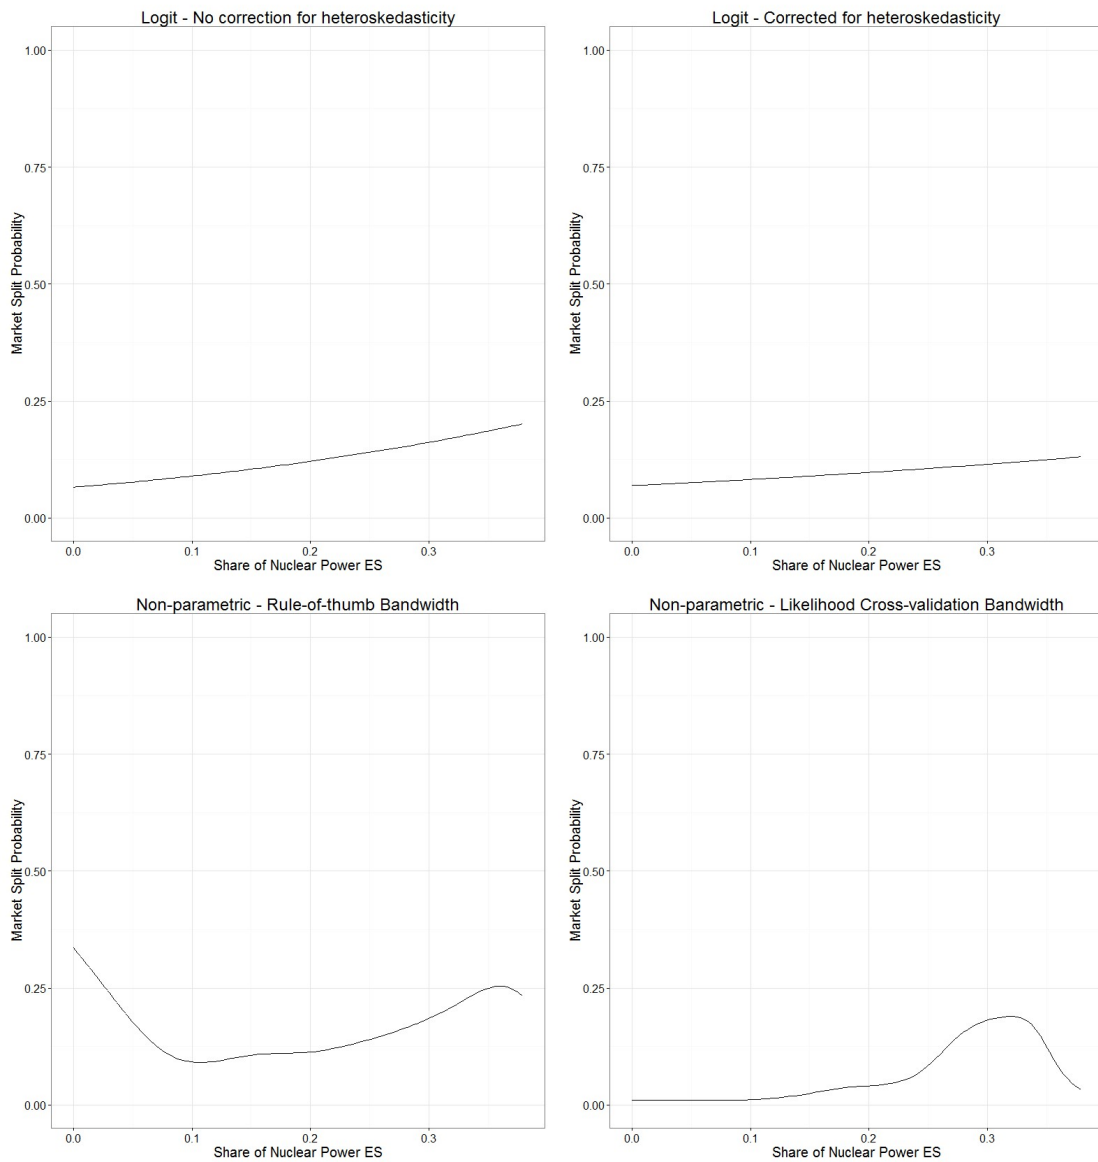 Logit - No correction for heteroskedasticity
Market Split Probability
1.00
0.75
0.50
0.25
0.00
0.0 0.1 0.2 0.3
Share of Nuclear Power ES
Logit - Corrected for heteroskedasticity
Market Split Probability
1.00
0.75
0.50
0.25
0.00
0.0 0.1 0.2 0.3
Share of Nuclear Power ES
Non-parametric - Rule-of-thumb Bandwidth
Market Split Probability
1.00
0.75
0.50
0.25
0.00
0.0 0.1 0.2 0.3
Share of Nuclear Power ES
Non-parametric - Likelihood Cross-validation Bandwidth
Market Split Probability
1.00
0.75
0.50
0.25
0.00
0.0 0.1 0.2 0.3
Share of Nuclear Power ES